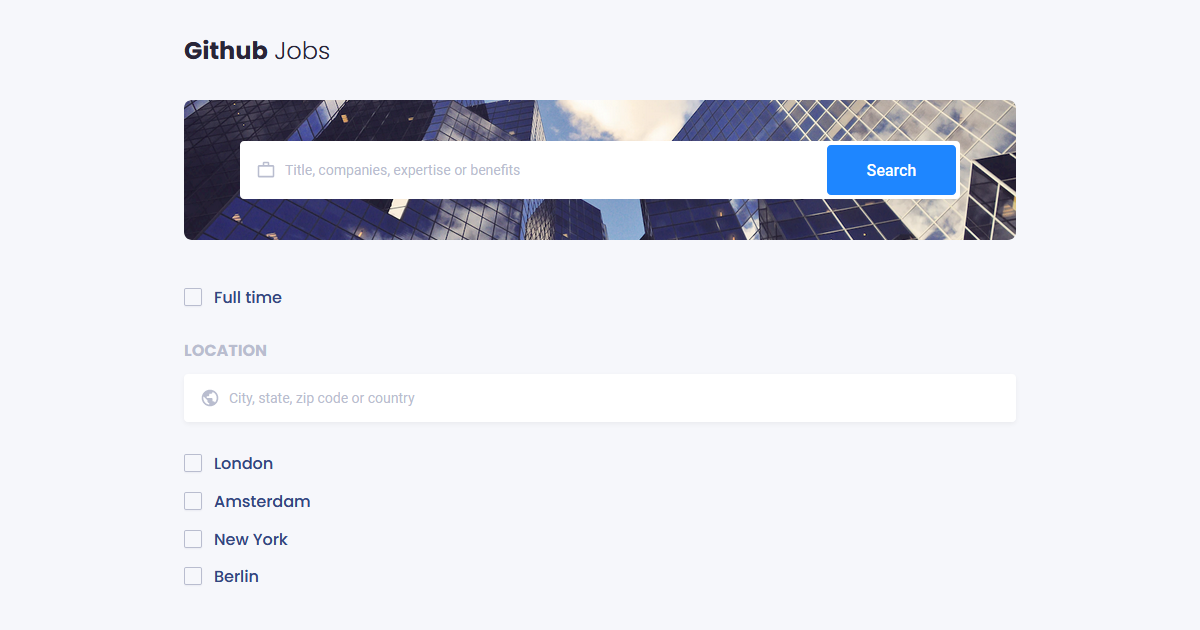 Github Jobs
Title, companies, expertise or benefits
Search
Full time
LOCATION
City, state, zip code or country
London
Amsterdam
New York
Berlin